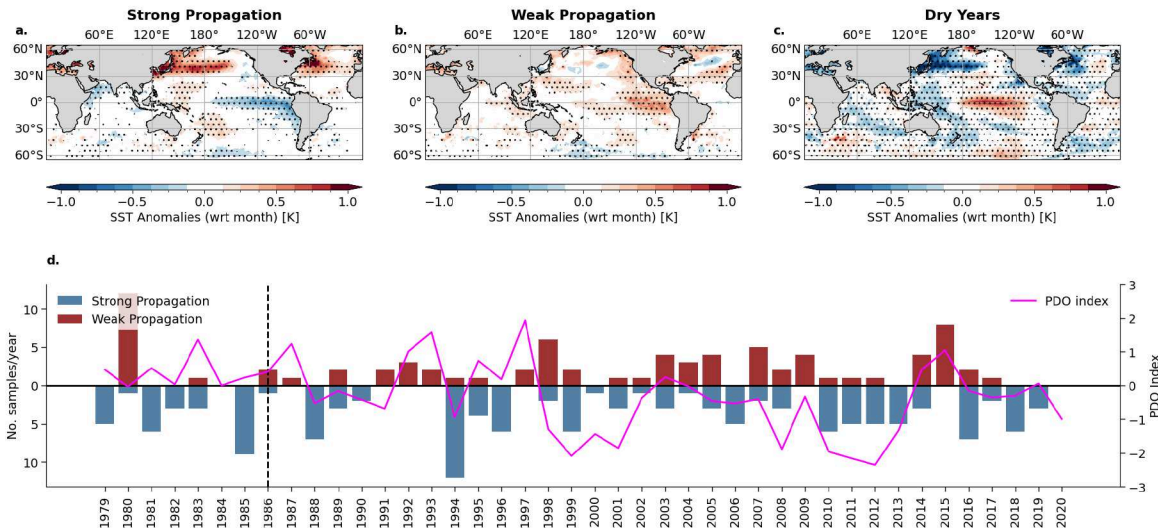 Strong Propagation
Weak Propagation
Dry Years
a.
60°E 120°E 180° 120°W 60°W
b.
60°E 120°E 180° 120°W 60°W
c.
60°E 120°E 180° 120°W 60°W
60°N
30°N
0°
30°S
60°S
60°N
30°N
0°
30°S
60°S
60°N
30°N
0°
30°S
60°S
−1.0 −0.5 0.0 0.5 1.0
−1.0 −0.5 0.0 0.5 1.0
−1.0 −0.5 0.0 0.5 1.0
SST Anomalies (wrt month) [K]
SST Anomalies (wrt month) [K]
SST Anomalies (wrt month) [K]
d.
Strong Propagation
Weak Propagation
PDO index
No. samples/year
10
5
0
5
10
3
2
1
0
−1
−2
−3
PDO Index
1979 1980 1981 1982 1983 1984 1985 1986 1987 1988 1989 1990 1991 1992 1993 1994 1995 1996 1997 1998 1999 2000 2001 2002 2003 2004 2005 2006 2007 2008 2009 2010 2011 2012 2013 2014 2015 2016 2017 2018 2019 2020